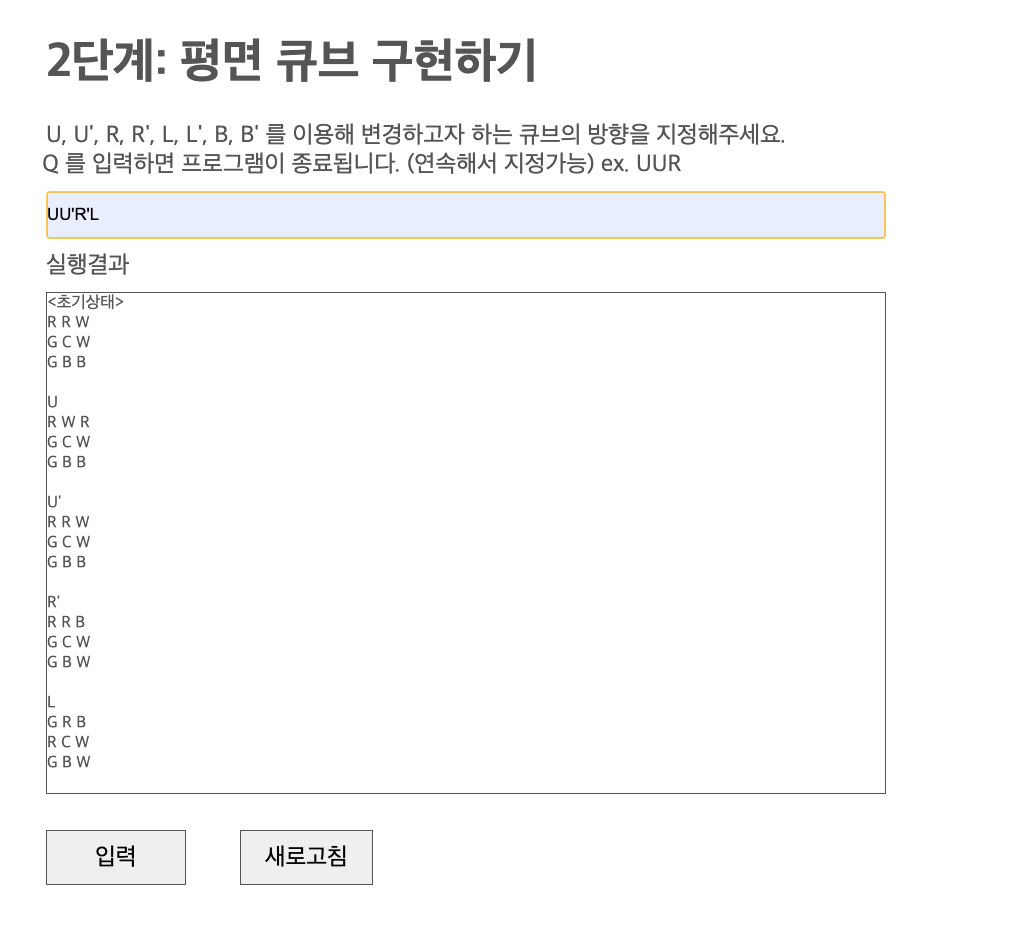 2단계: 평면 큐브 구현하기
U, U', R, R', L, L', B, B' 를 이용해 변경하고자 하는 큐브의 방향을 지정해주세요.
Q 를 입력하면 프로그램이 종료됩니다. (연속해서 지정가능) ex. UUR
UU'R'L
실행결과
<초기상태>
R R W
G C W
G B B
U
R W R
G C W
G B B
U'
R R W
G C W
G B B
R'
R R B
G C W
G B W
L
G R B
R C W
G B W
입력 새로고침